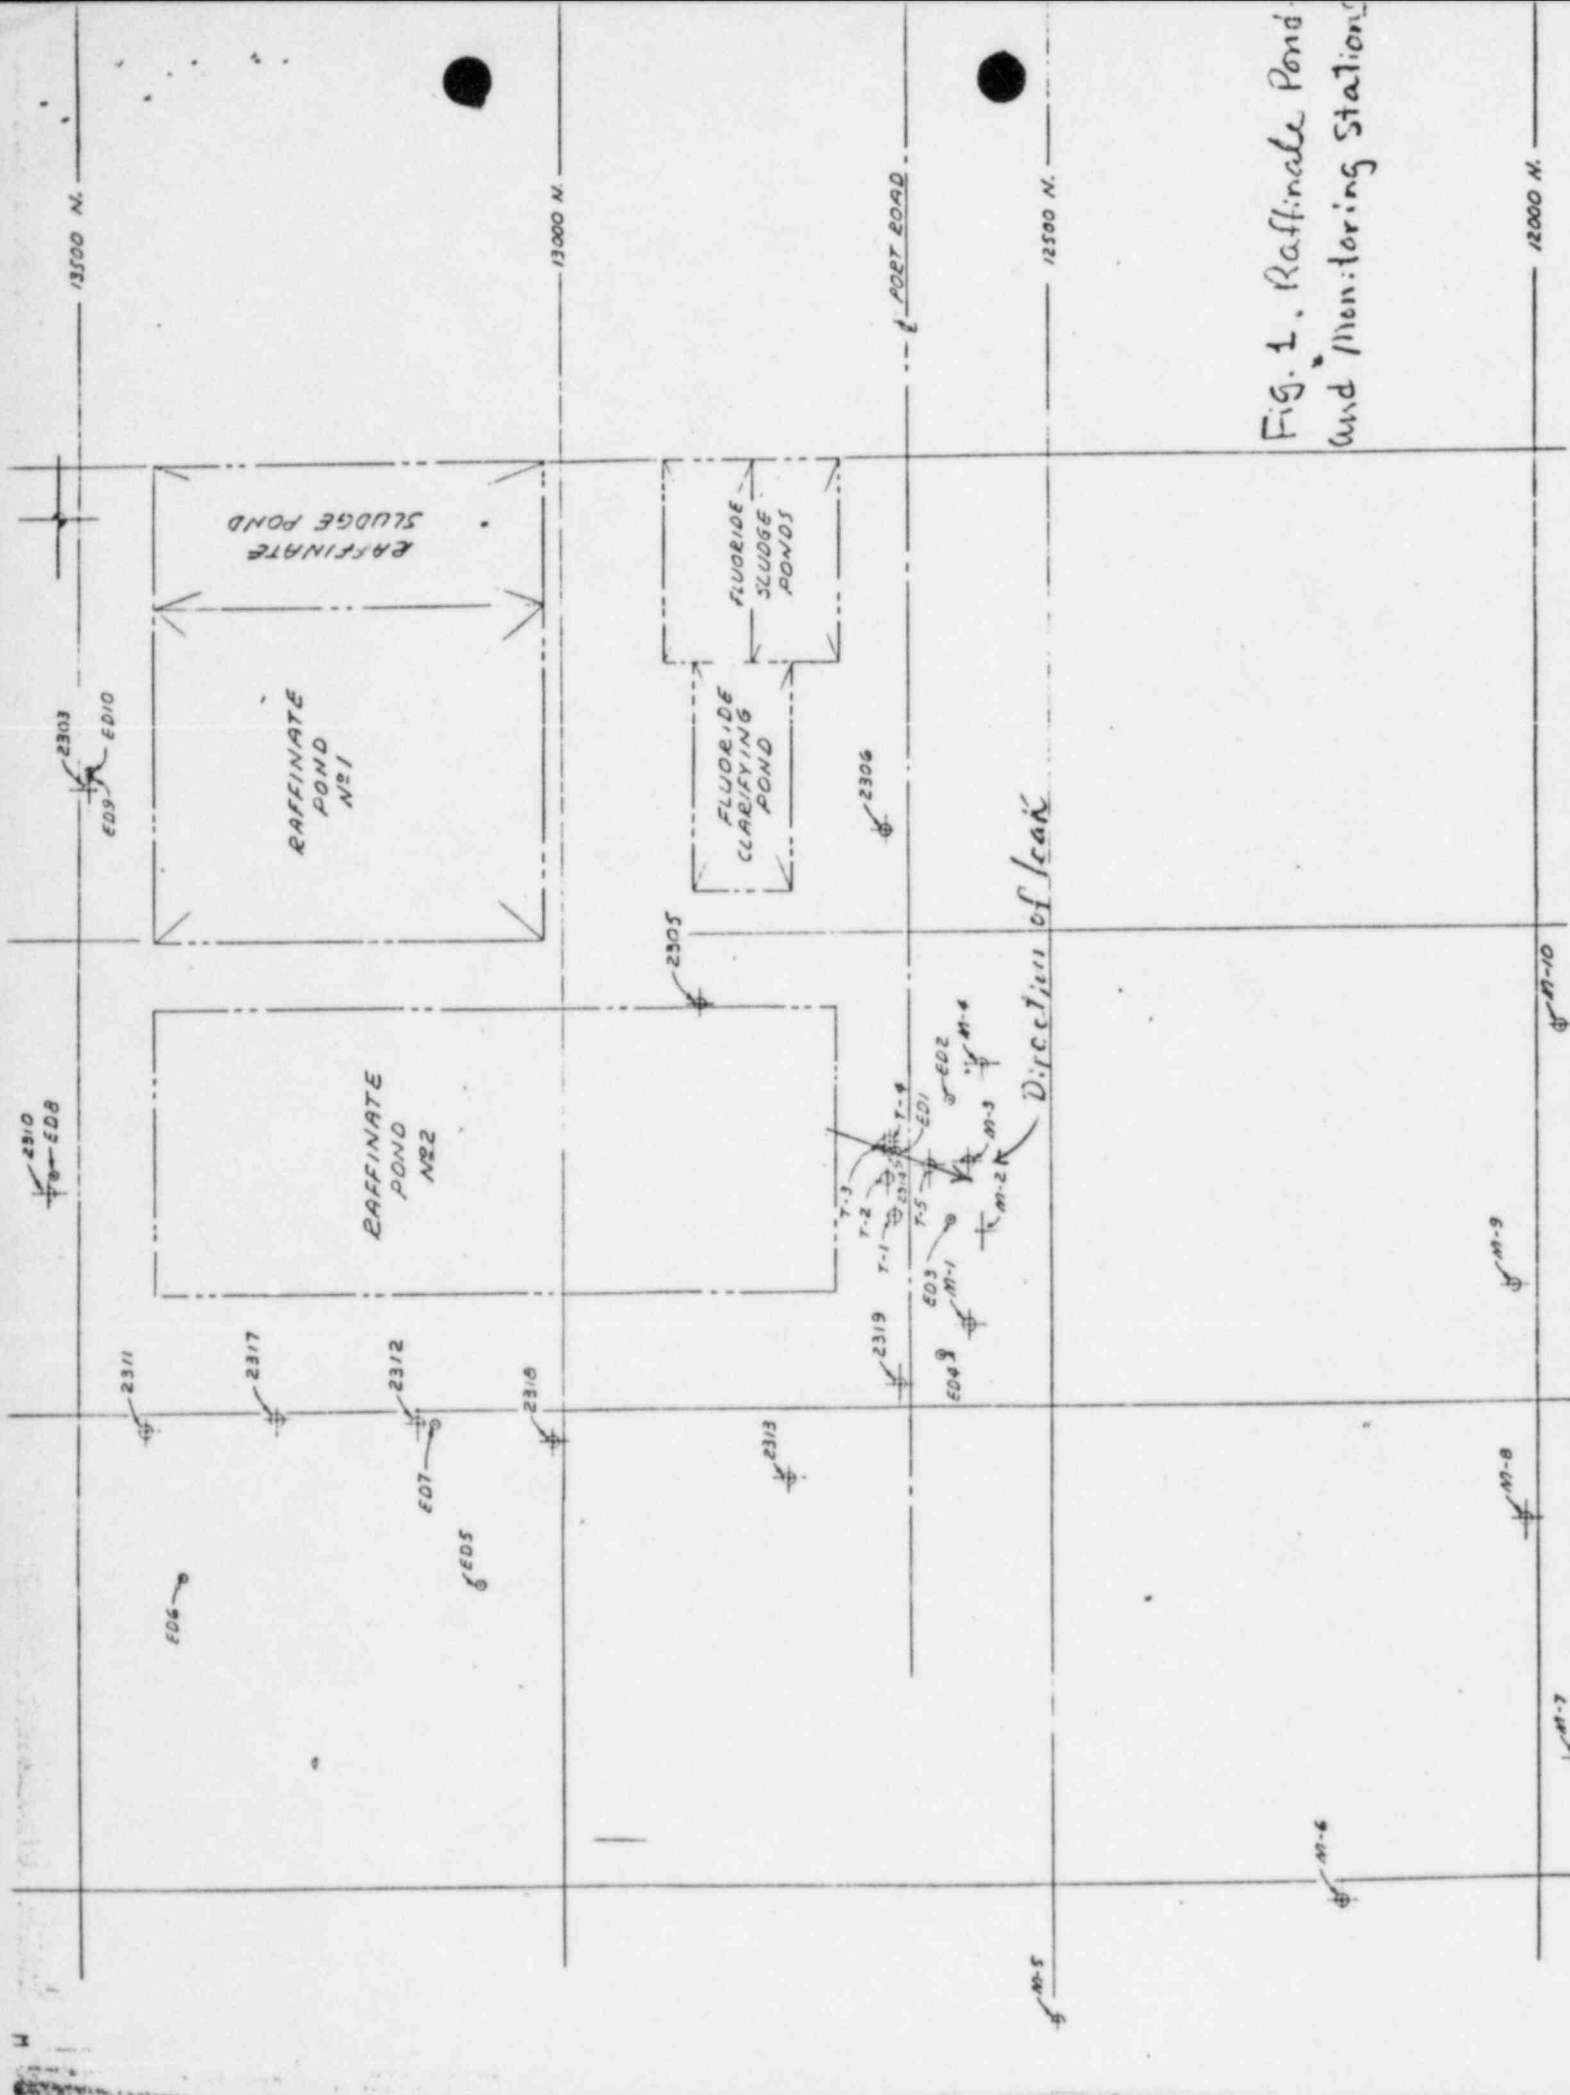 13500 N.
13000 N.
℄ PORT ROAD
12500 N.
12000 N.
RAFFINATE
SLUDGE POND
FLUORIDE
SLUDGE
PONDS
RAFFINATE
POND
Nº1
FLUORIDE
CLARIFYING
POND
RAFFINATE
POND
Nº2
2303
ED10
ED9
2306
2305
2310
ED8
2311
2317
2312
2318
ED7
ED6
ED5
2313
2319
T-1
T-2
T-3
T-4
T-5
ED1
ED2
ED3
ED4
M-1
M-2
M-3
M-4
Direction of leak
M-5
M-6
M-7
M-8
M-9
M-10
Fig. 1. Raffinate Pond
and Monitoring Stations
M